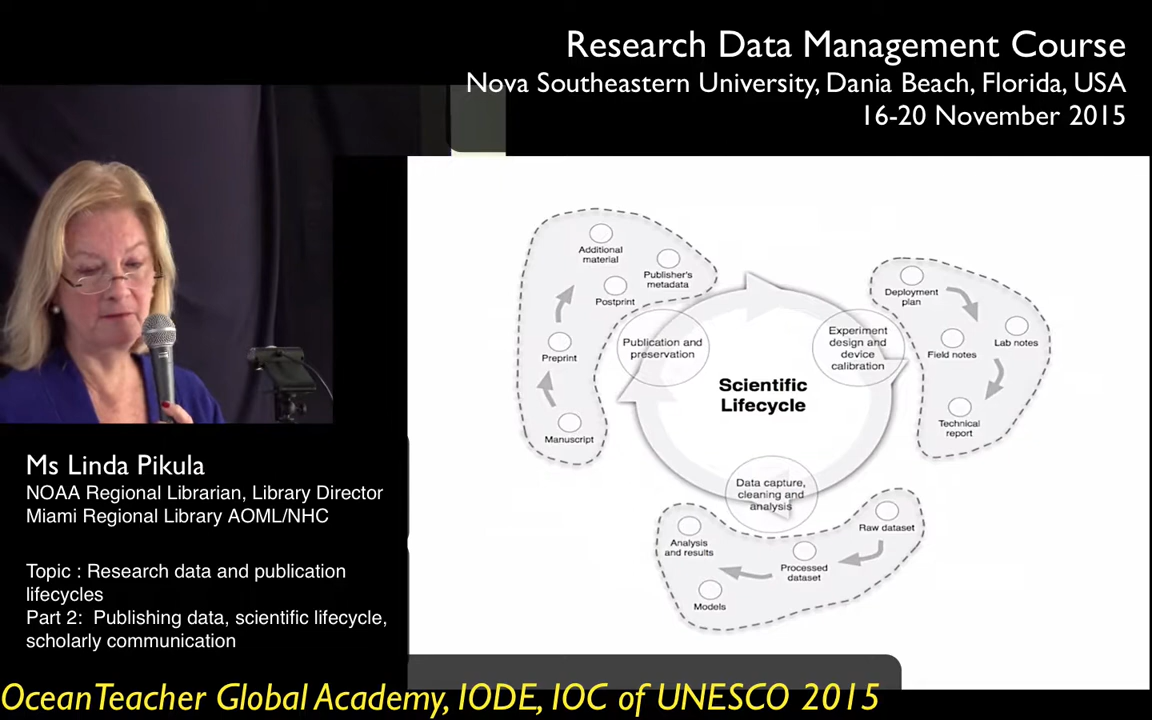 Research Data Management Course
Nova Southeastern University, Dania Beach, Florida, USA
16-20 November 2015
Additional
material
Publisher's
metadata
Postprint
Preprint
Manuscript
Publication and
preservation
Scientific
Lifecycle
Experiment
design and
device
calibration
Deployment
plan
Field notes
Lab notes
Technical
report
Data capture,
cleaning and
analysis
Raw dataset
Processed
dataset
Analysis
and results
Models
Ms Linda Pikula
NOAA Regional Librarian, Library Director
Miami Regional Library AOML/NHC
Topic : Research data and publication
lifecycles
Part 2:  Publishing data, scientific lifecycle,
scholarly communication
OceanTeacher Global Academy, IODE, IOC of UNESCO 2015